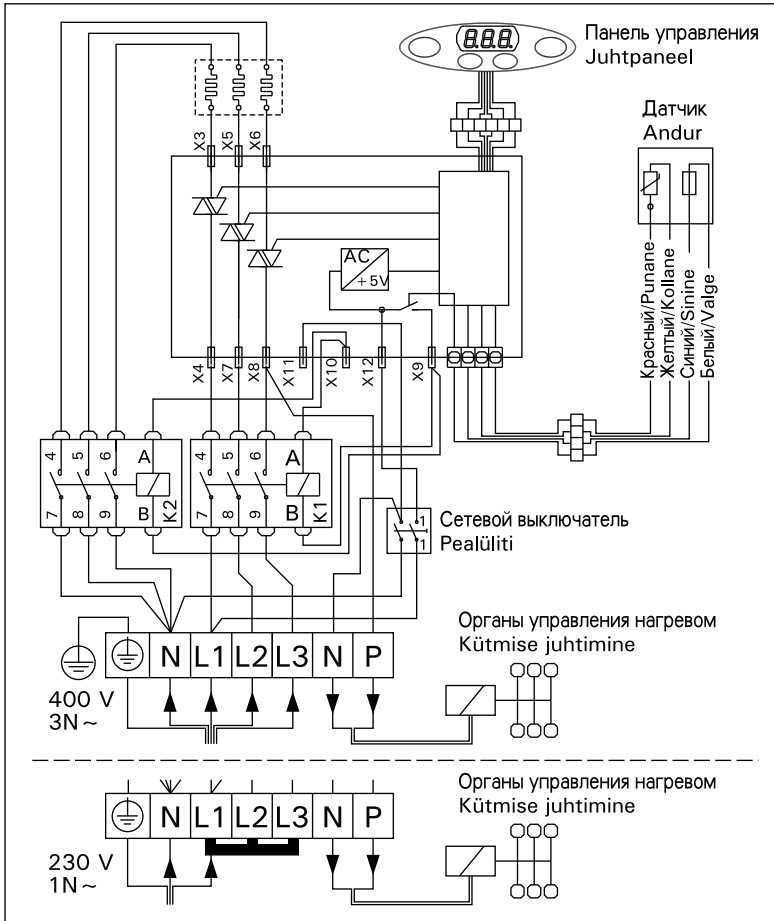 8.8.8.
Панель управления
Juhtpaneel
Датчик
Andur
X3
X5
X6
AC
+5V
Красный/Punane
Желтый/Kollane
Синий/Sinine
Белый/Valge
X4
X7
X8
X11
X10
X12
X9
4 5 6 A
7 8 9 B K2
4 5 6 A
7 8 9 B K1
1
1
Сетевой выключатель
Pealüliti
Органы управления нагревом
Kütmise juhtimine
N L1 L2 L3 N P
400 V
3N~
Органы управления нагревом
Kütmise juhtimine
N L1 L2 L3 N P
230 V
1N~